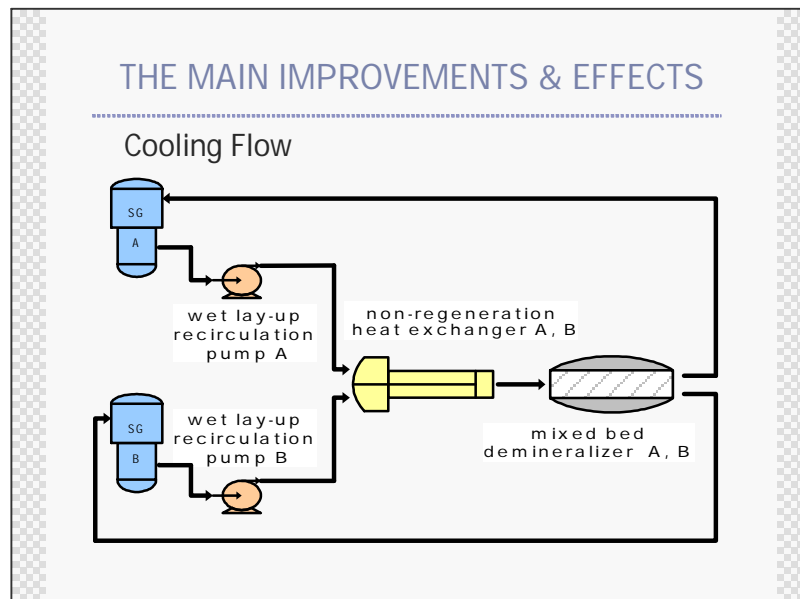 THE MAIN IMPROVEMENTS & EFFECTS
Cooling Flow
SG
A
wet lay-up
recirculation
pump A
non-regeneration
heat exchanger A, B
SG
B
wet lay-up
recirculation
pump B
mixed bed
demineralizer A, B